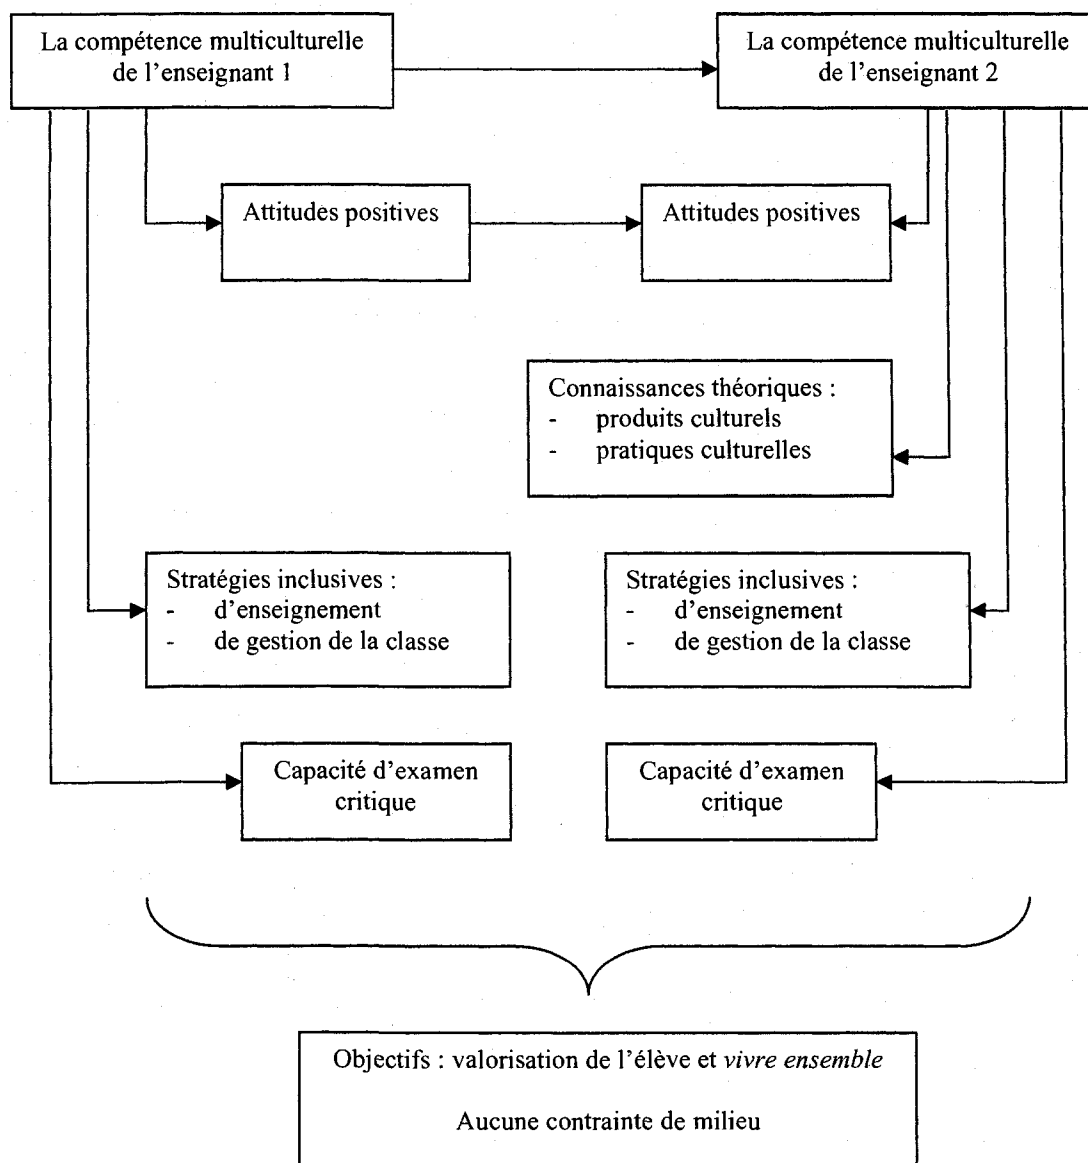 La compétence multiculturelle
de l'enseignant 1
La compétence multiculturelle
de l'enseignant 2
Attitudes positives
Attitudes positives
Connaissances théoriques :
- produits culturels
- pratiques culturelles
Stratégies inclusives :
- d'enseignement
- de gestion de la classe
Stratégies inclusives :
- d'enseignement
- de gestion de la classe
Capacité d'examen
critique
Capacité d'examen
critique
Objectifs : valorisation de l'élève et vivre ensemble
Aucune contrainte de milieu